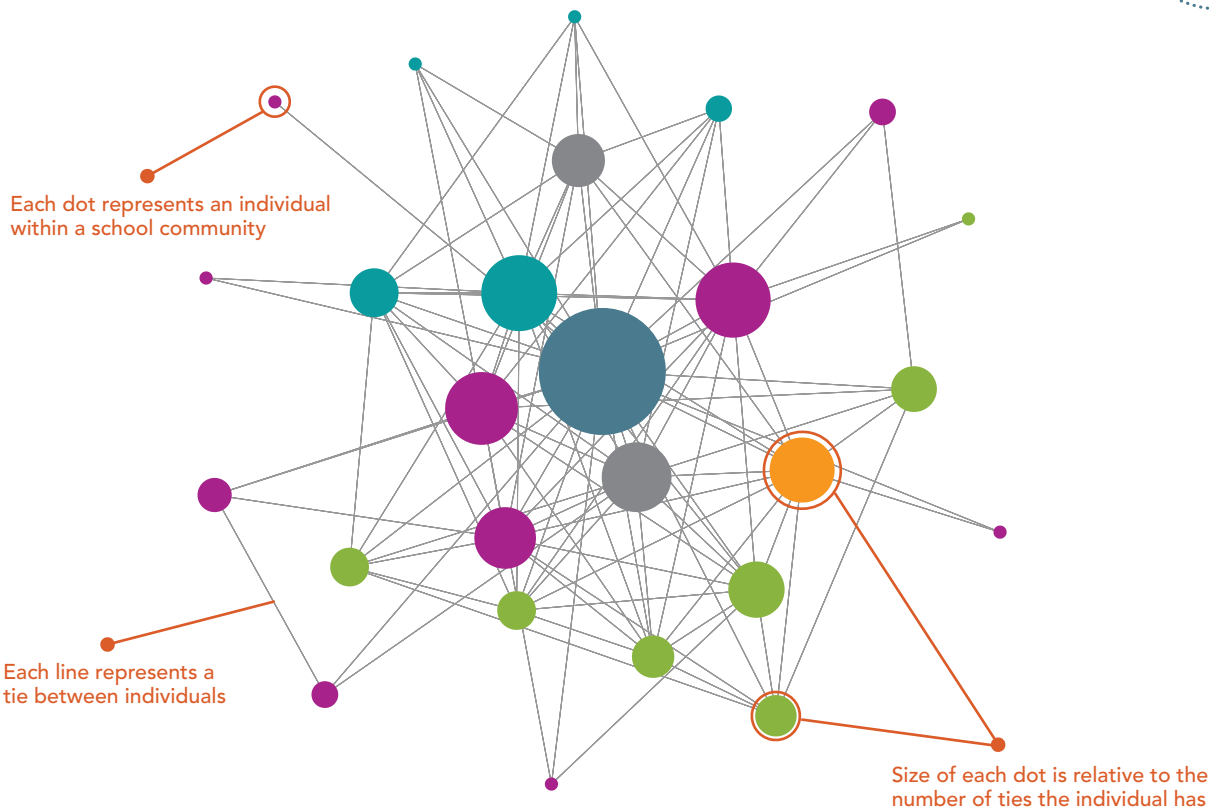 Each dot represents an individual
within a school community
Each line represents a
tie between individuals
Size of each dot is relative to the
number of ties the individual has